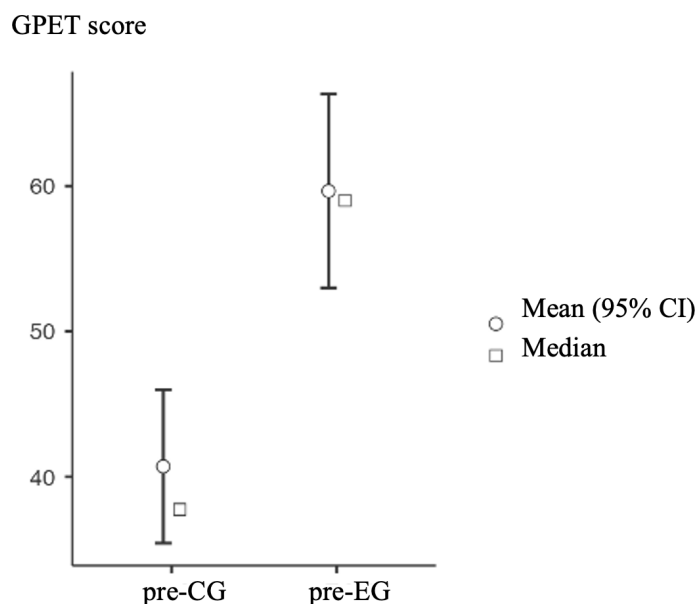 GPET score
60
50
40
Mean (95% CI)
Median
pre-CG
pre-EG